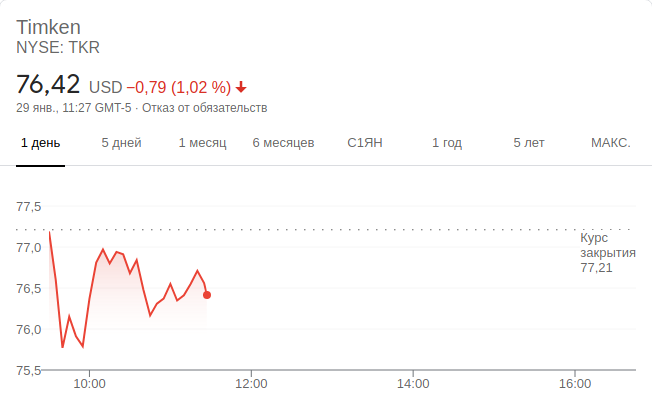 Timken
NYSE: TKR
76,42 USD −0,79 (1,02 %)
29 янв., 11:27 GMT-5 · Отказ от обязательств
1 день 5 дней 1 месяц 6 месяцев С1ЯН 1 год 5 лет МАКС.
77,5
77,0
76,5
76,0
75,5
Курс
закрытия
77,21
10:00 12:00 14:00 16:00